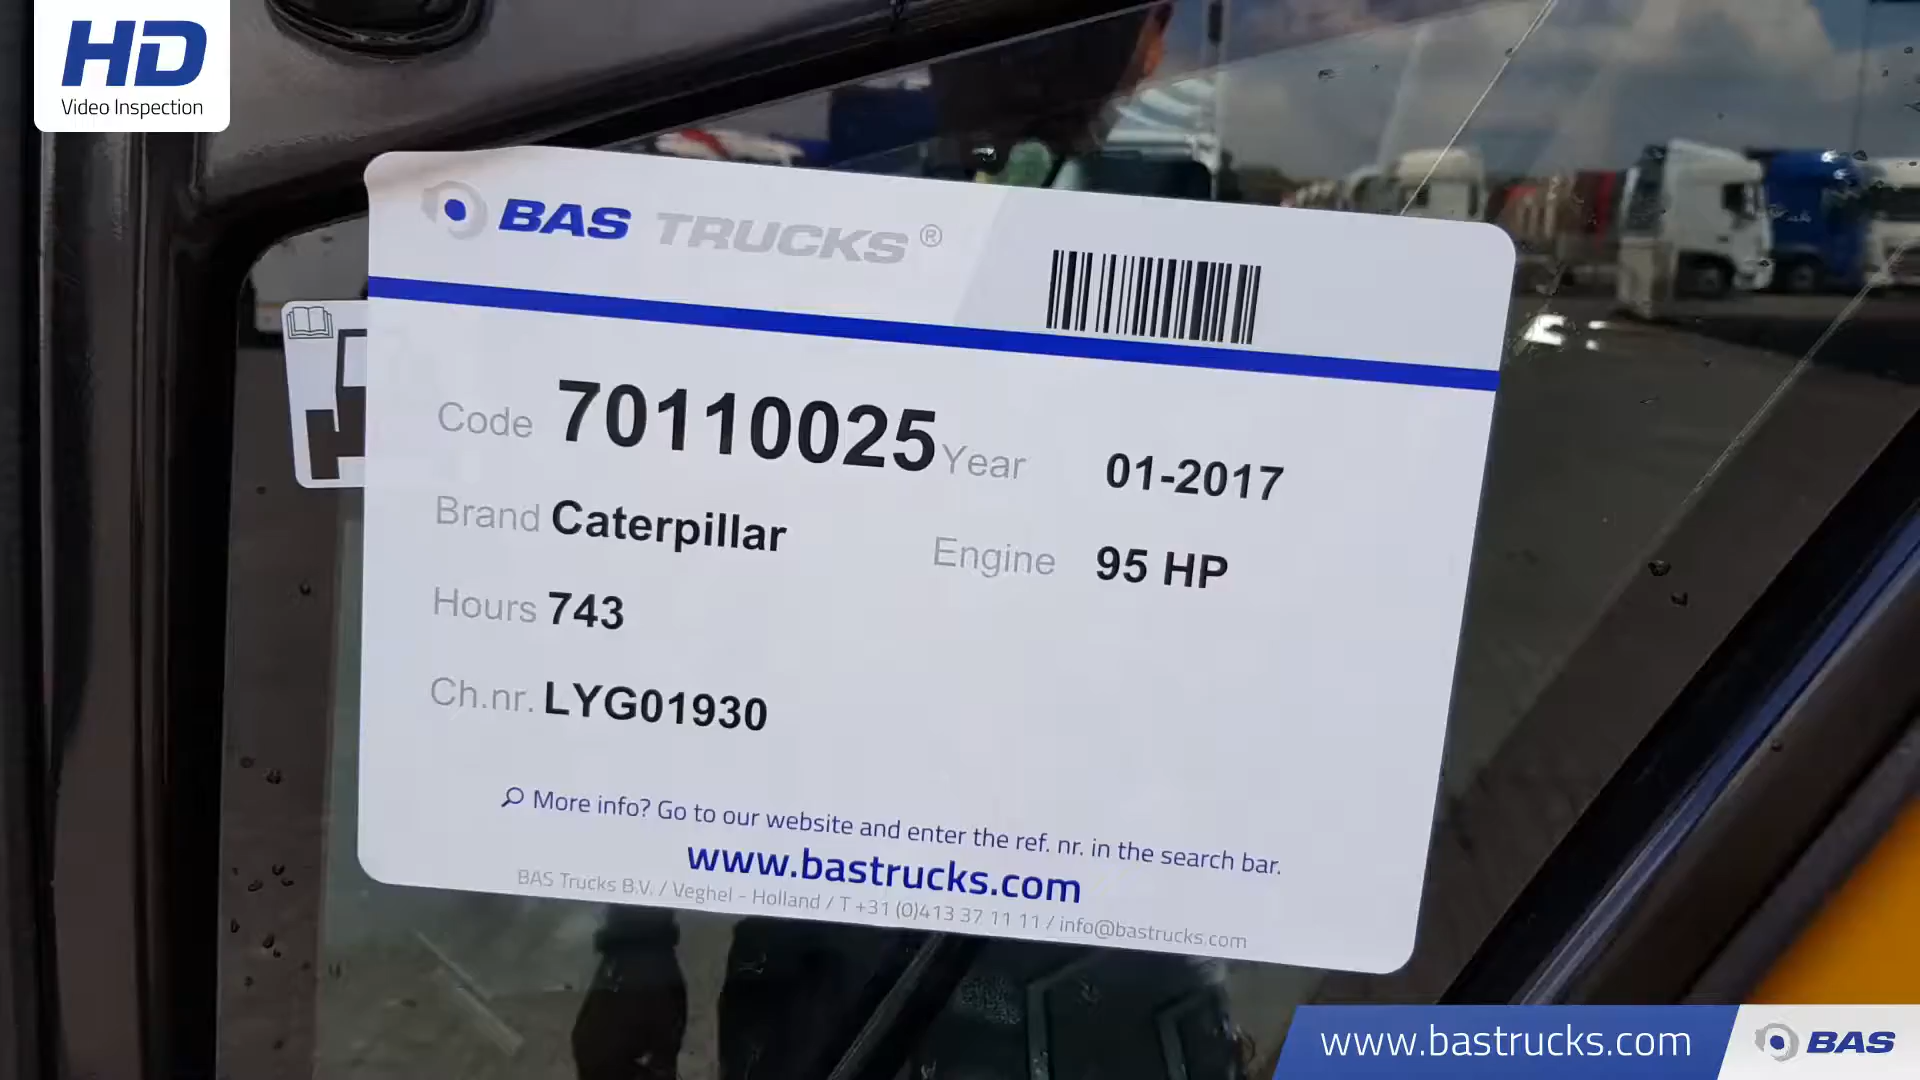 HD
Video Inspection
BAS TRUCKS ®
Code 70110025 Year 01-2017
Brand Caterpillar Engine 95 HP
Hours 743
Ch.nr. LYG01930
More info? Go to our website and enter the ref. nr. in the search bar.
www.bastrucks.com
BAS Trucks B.V. / Veghel - Holland / T +31 (0)413 37 11 11 / info@bastrucks.com
www.bastrucks.com BAS